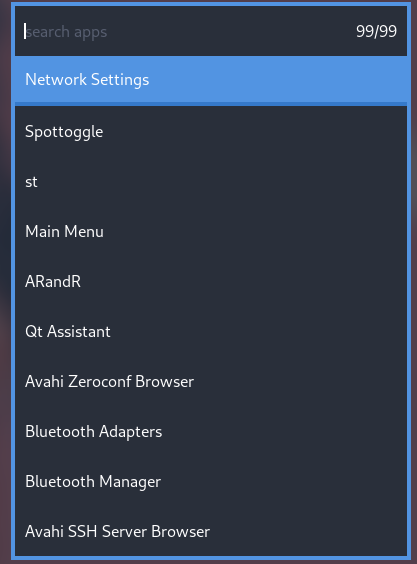 search apps 99/99
Network Settings
Spottoggle
st
Main Menu
ARandR
Qt Assistant
Avahi Zeroconf Browser
Bluetooth Adapters
Bluetooth Manager
Avahi SSH Server Browser